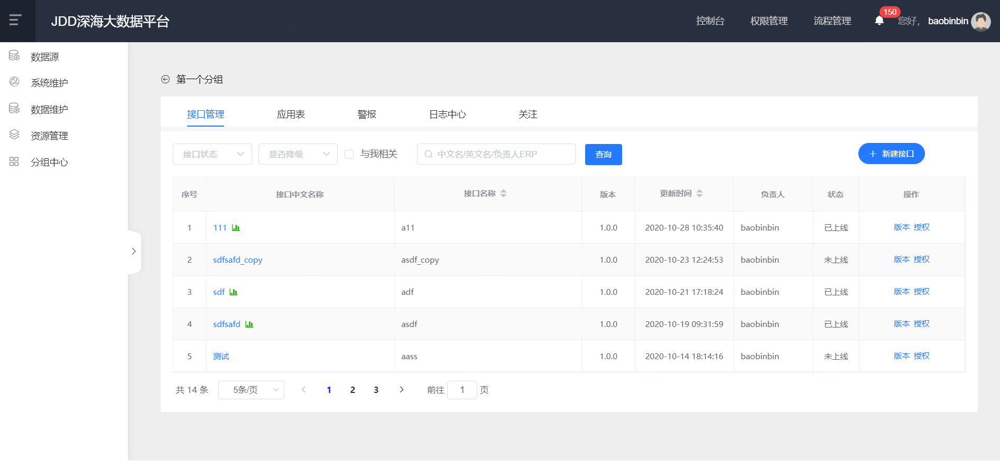 JDD深海大数据平台
控制台 权限管理 流程管理 150 您好, baobinbin
数据源
系统维护
数据维护
资源管理
分组中心
第一个分组
接口管理 应用表 警报 日志中心 关注
接口状态 是否降级 与我相关 中文名/英文名/负责人ERP 查询 新建接口
序号 接口中文名称 接口名称 版本 更新时间 负责人 状态 操作
1 111 a11 1.0.0 2020-10-28 10:35:40 baobinbin 已上线 版本 授权
2 sdfsafd_copy asdf_copy 1.0.0 2020-10-23 12:24:53 baobinbin 未上线 版本 授权
3 sdf adf 1.0.0 2020-10-21 17:18:24 baobinbin 已上线 版本 授权
4 sdfsafd asdf 1.0.0 2020-10-19 09:31:59 baobinbin 已上线 版本 授权
5 测试 aass 1.0.0 2020-10-14 18:14:16 baobinbin 未上线 版本 授权
共 14 条 5条/页 1 2 3 前往 1 页